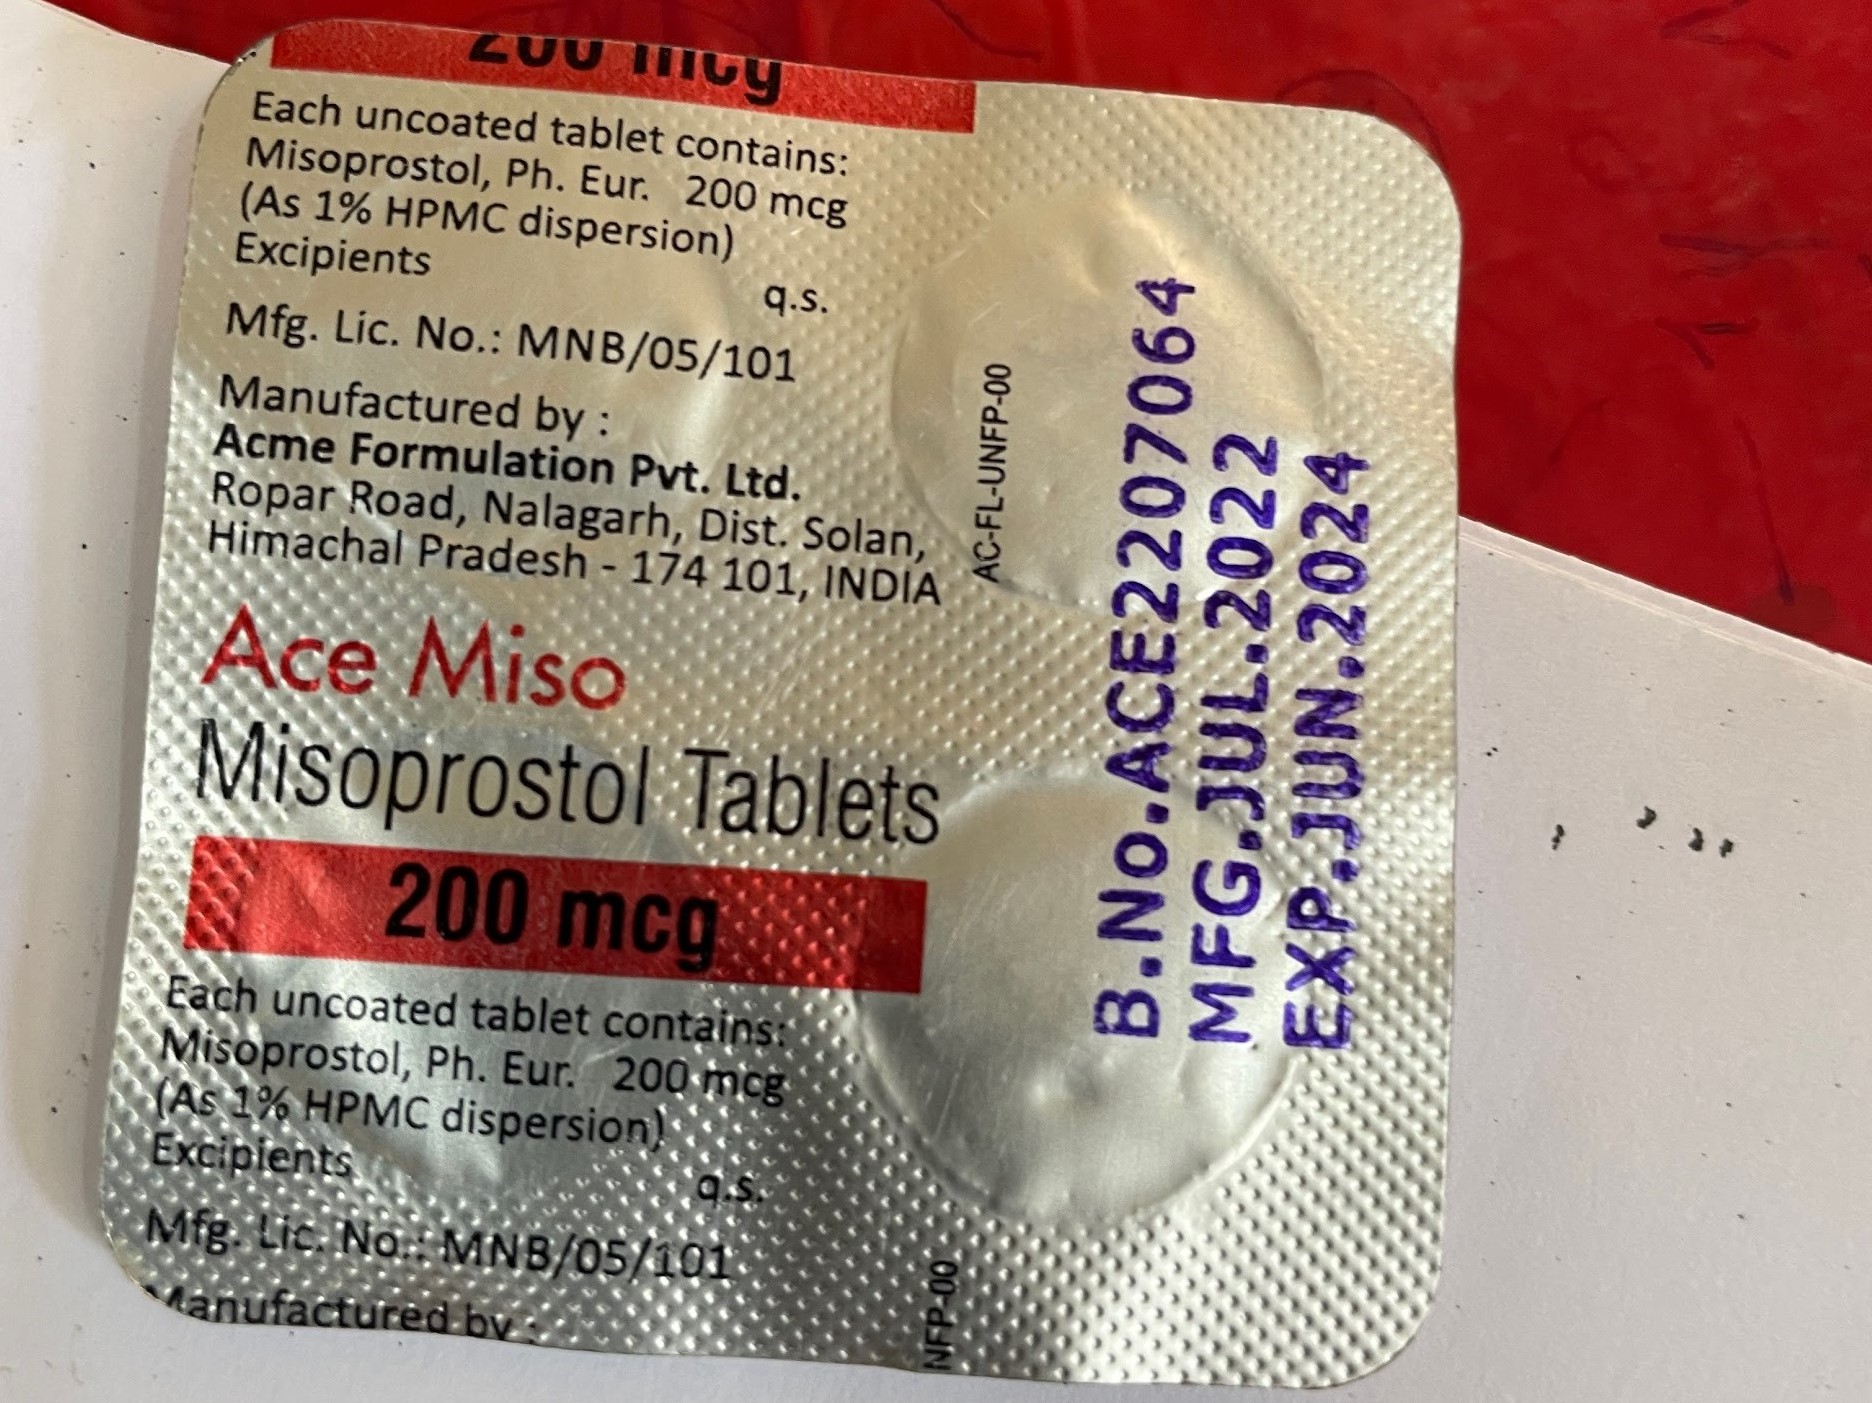 200 mcg
Each uncoated tablet contains:
Misoprostol, Ph. Eur. 200 mcg
(As 1% HPMC dispersion)
Excipients q.s.
Mfg. Lic. No.: MNB/05/101
Manufactured by :
Acme Formulation Pvt. Ltd.
Ropar Road, Nalagarh, Dist. Solan,
Himachal Pradesh - 174 101, INDIA
Ace Miso
Misoprostol Tablets
200 mcg
Each uncoated tablet contains:
Misoprostol, Ph. Eur. 200 mcg
(As 1% HPMC dispersion)
Excipients q.s.
Mfg. Lic. No.: MNB/05/101
Manufactured by :
AC-FL-UNFP-00
NFP-00
B.No.ACE2207064
MFG.JUL.2022
EXP.JUN.2024